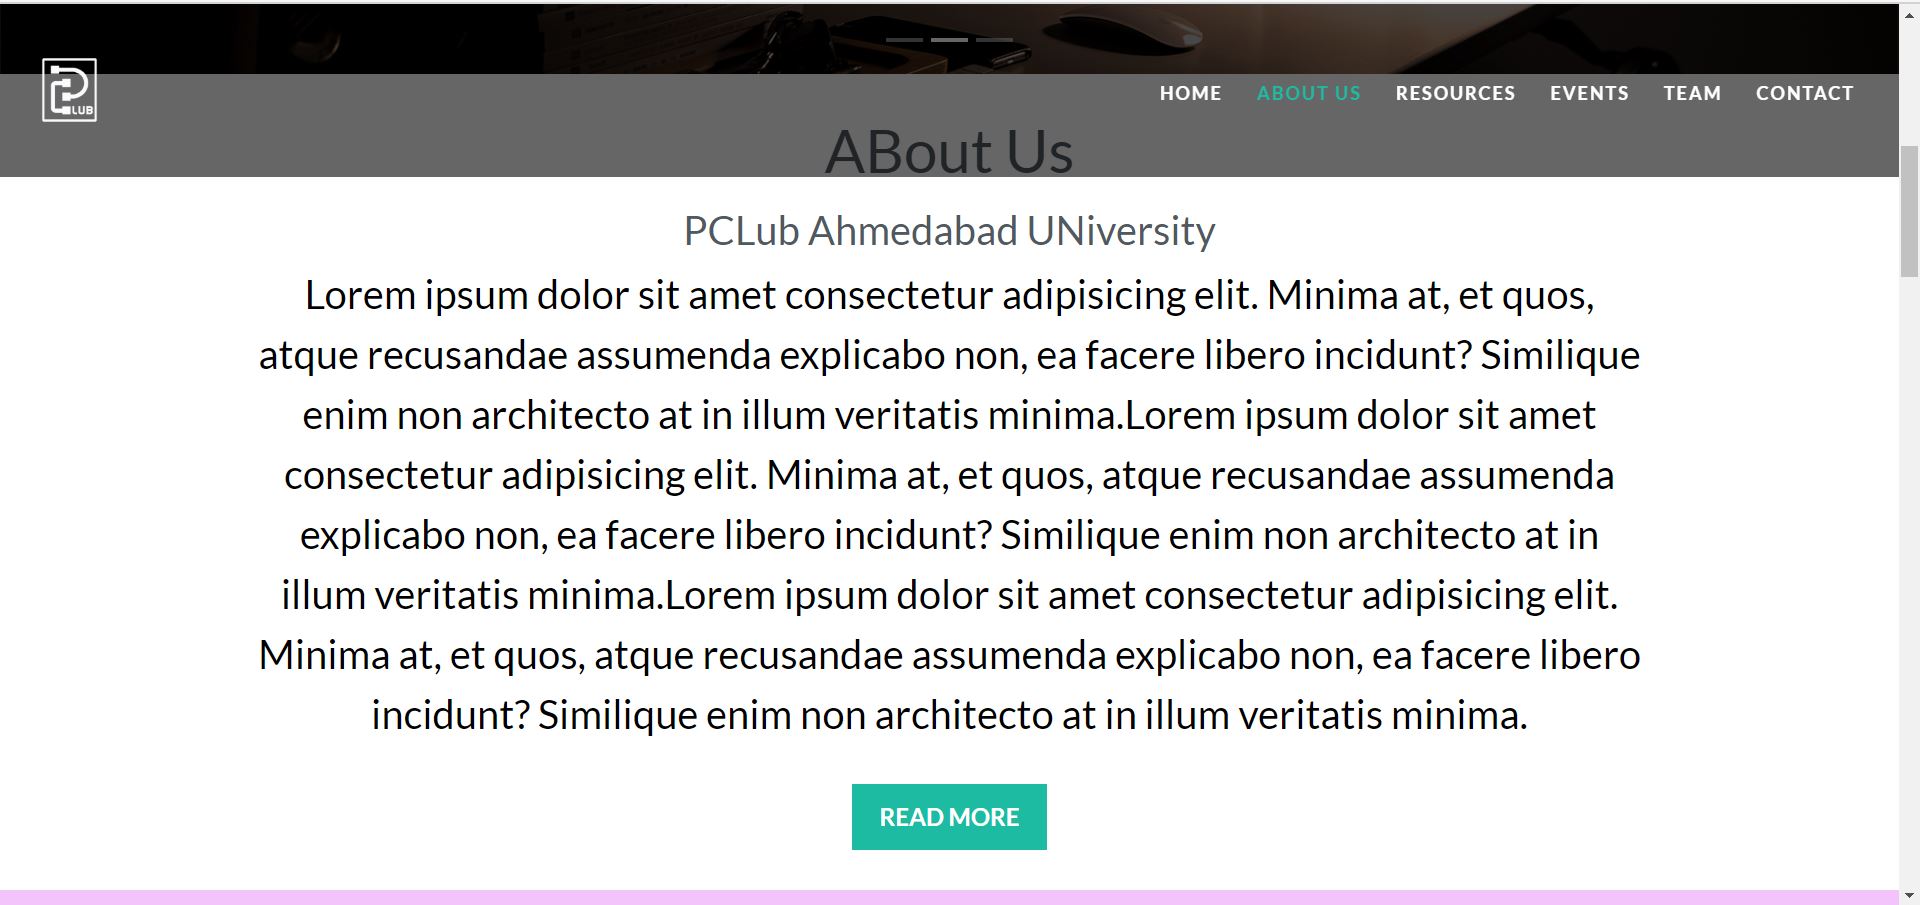 LUB
HOME ABOUT US RESOURCES EVENTS TEAM CONTACT
ABout Us
PCLub Ahmedabad UNiversity
Lorem ipsum dolor sit amet consectetur adipisicing elit. Minima at, et quos,
atque recusandae assumenda explicabo non, ea facere libero incidunt? Similique
enim non architecto at in illum veritatis minima.Lorem ipsum dolor sit amet
consectetur adipisicing elit. Minima at, et quos, atque recusandae assumenda
explicabo non, ea facere libero incidunt? Similique enim non architecto at in
illum veritatis minima.Lorem ipsum dolor sit amet consectetur adipisicing elit.
Minima at, et quos, atque recusandae assumenda explicabo non, ea facere libero
incidunt? Similique enim non architecto at in illum veritatis minima.
READ MORE